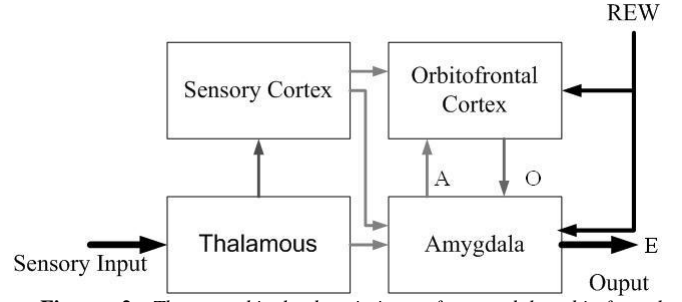 REW
Sensory Cortex
Orbitofrontal
Cortex
A
O
Thalamous
Amygdala
E
Sensory Input
Ouput